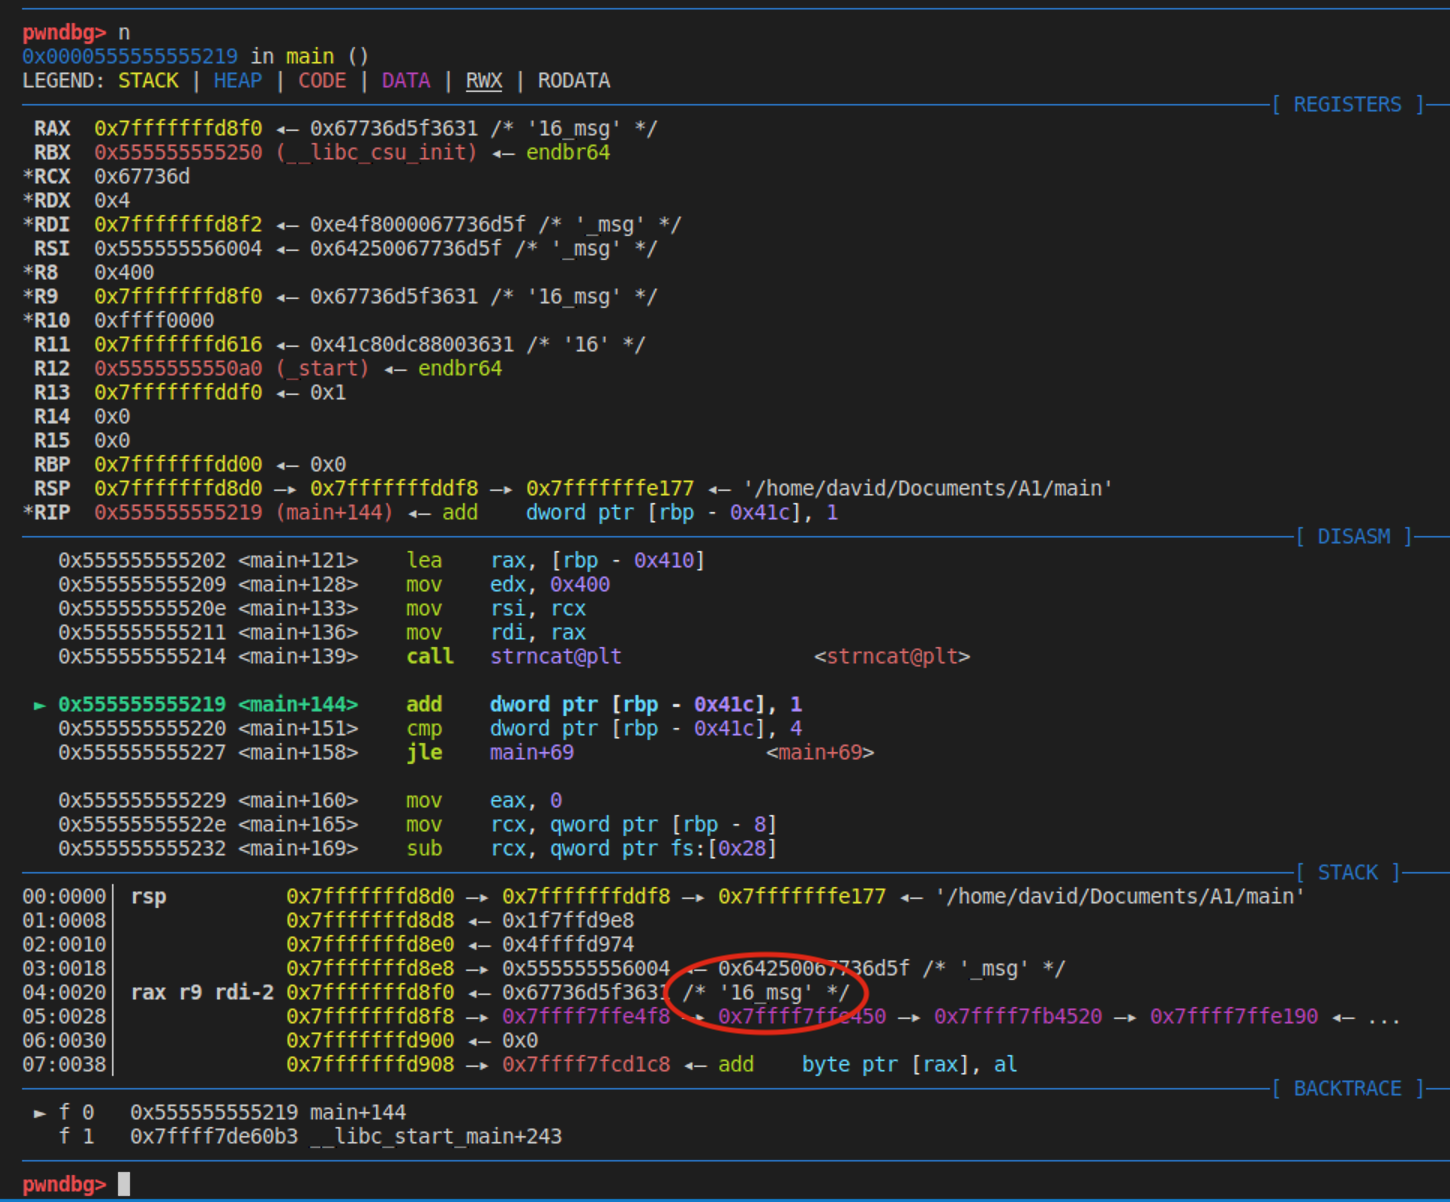 pwndbg> n
0x0000555555555219 in main ()
LEGEND: STACK | HEAP | CODE | DATA | RWX | RODATA
[ REGISTERS ]
RAX  0x7fffffffd8f0 ◂— 0x67736d5f3631 /* '16_msg' */
RBX  0x555555555250 (__libc_csu_init) ◂— endbr64
*RCX  0x67736d
*RDX  0x4
*RDI  0x7fffffffd8f2 ◂— 0xe4f8000067736d5f /* '_msg' */
RSI  0x555555556004 ◂— 0x64250067736d5f /* '_msg' */
*R8   0x400
*R9   0x7fffffffd8f0 ◂— 0x67736d5f3631 /* '16_msg' */
*R10  0xffff0000
R11  0x7fffffffd616 ◂— 0x41c80dc88003631 /* '16' */
R12  0x5555555550a0 (_start) ◂— endbr64
R13  0x7fffffffddf0 ◂— 0x1
R14  0x0
R15  0x0
RBP  0x7fffffffdd00 ◂— 0x0
RSP  0x7fffffffd8d0 —▸ 0x7fffffffddf8 —▸ 0x7fffffffe177 ◂— '/home/david/Documents/A1/main'
*RIP  0x555555555219 (main+144) ◂— add    dword ptr [rbp - 0x41c], 1
[ DISASM ]
0x555555555202 <main+121>    lea    rax, [rbp - 0x410]
0x555555555209 <main+128>    mov    edx, 0x400
0x55555555520e <main+133>    mov    rsi, rcx
0x555555555211 <main+136>    mov    rdi, rax
0x555555555214 <main+139>    call   strncat@plt                <strncat@plt>
► 0x555555555219 <main+144>    add    dword ptr [rbp - 0x41c], 1
0x555555555220 <main+151>    cmp    dword ptr [rbp - 0x41c], 4
0x555555555227 <main+158>    jle    main+69                <main+69>
0x555555555229 <main+160>    mov    eax, 0
0x55555555522e <main+165>    mov    rcx, qword ptr [rbp - 8]
0x555555555232 <main+169>    sub    rcx, qword ptr fs:[0x28]
[ STACK ]
00:0000│ rsp          0x7fffffffd8d0 —▸ 0x7fffffffddf8 —▸ 0x7fffffffe177 ◂— '/home/david/Documents/A1/main'
01:0008│              0x7fffffffd8d8 ◂— 0x1f7ffd9e8
02:0010│              0x7fffffffd8e0 ◂— 0x4ffffd974
03:0018│              0x7fffffffd8e8 —▸ 0x555555556004 ◂— 0x64250067736d5f /* '_msg' */
04:0020│ rax r9 rdi-2 0x7fffffffd8f0 ◂— 0x67736d5f3631 /* '16_msg' */
05:0028│              0x7fffffffd8f8 —▸ 0x7ffff7ffe4f8 —▸ 0x7ffff7ffe450 —▸ 0x7ffff7fb4520 —▸ 0x7ffff7ffe190 ◂— ...
06:0030│              0x7fffffffd900 ◂— 0x0
07:0038│              0x7fffffffd908 —▸ 0x7ffff7fcd1c8 ◂— add    byte ptr [rax], al
[ BACKTRACE ]
► f 0   0x555555555219 main+144
f 1   0x7ffff7de60b3 __libc_start_main+243
pwndbg>